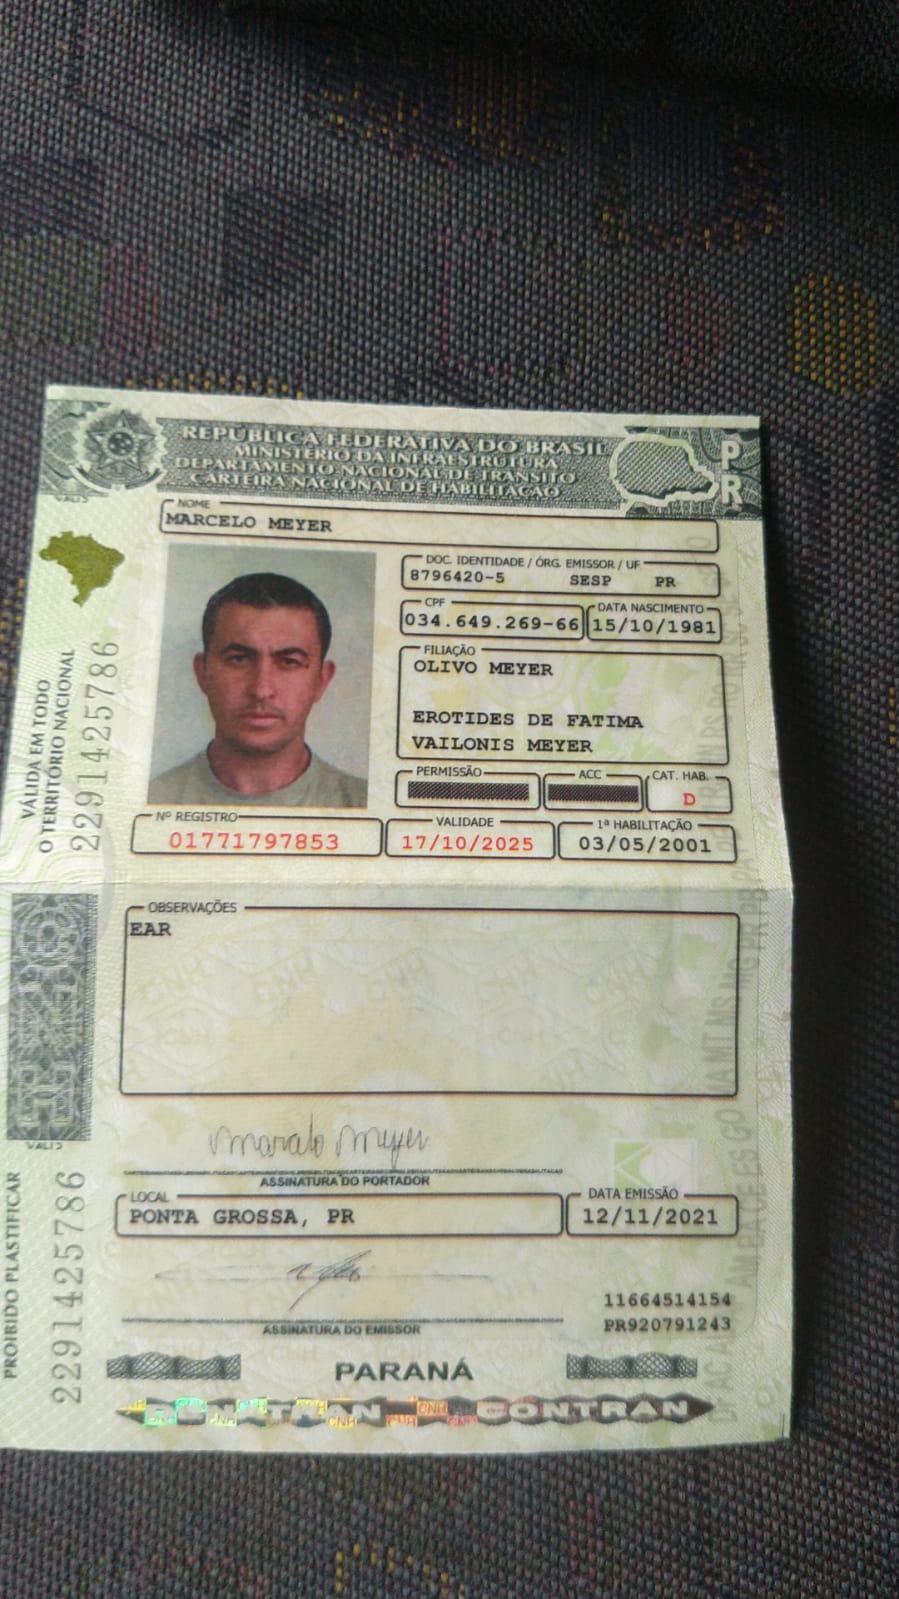 REPÚBLICA FEDERATIVA DO BRASIL
MINISTÉRIO DA INFRAESTRUTURA
DEPARTAMENTO NACIONAL DE TRÂNSITO
CARTEIRA NACIONAL DE HABILITAÇÃO
PR
NOME
MARCELO MEYER
DOC. IDENTIDADE / ÓRG. EMISSOR / UF
8796420-5 SESP PR
CPF
034.649.269-66
DATA NASCIMENTO
15/10/1981
FILIAÇÃO
OLIVO MEYER
EROTIDES DE FATIMA
VAILONIS MEYER
PERMISSÃO
ACC
CAT. HAB.
D
Nº REGISTRO
01771797853
VALIDADE
17/10/2025
1ª HABILITAÇÃO
03/05/2001
VÁLIDA EM TODO
O TERRITÓRIO NACIONAL
2291425786
OBSERVAÇÕES
EAR
Marcelo Meyer
ASSINATURA DO PORTADOR
LOCAL
PONTA GROSSA, PR
DATA EMISSÃO
12/11/2021
ASSINATURA DO EMISSOR
11664514154
PR920791243
PROIBIDO PLASTIFICAR
2291425786
PARANÁ
DENATRAN CONTRAN